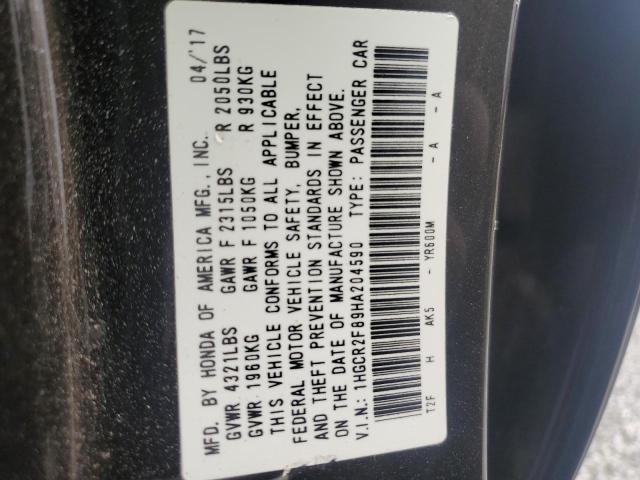 MFD. BY HONDA OF AMERICA MFG., INC. 04/'17
GVWR 4321LBS GAWR F 2315LBS R 2050LBS
GVWR 1960KG GAWR F 1050KG R 930KG
THIS VEHICLE CONFORMS TO ALL APPLICABLE
FEDERAL MOTOR VEHICLE SAFETY, BUMPER,
AND THEFT PREVENTION STANDARDS IN EFFECT
ON THE DATE OF MANUFACTURE SHOWN ABOVE.
V.I.N.: 1HGCR2F89HA204590 TYPE: PASSENGER CAR
T2F H AK5 - YR600M - A - A